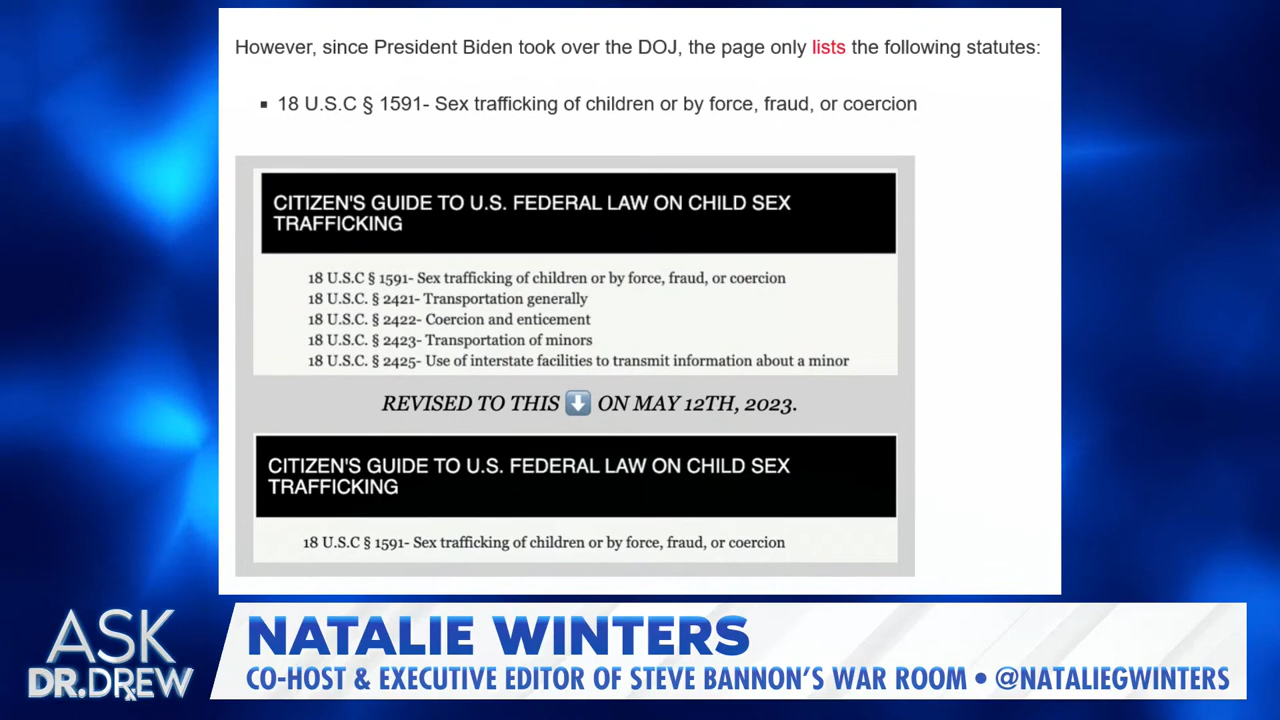 However, since President Biden took over the DOJ, the page only lists the following statutes:
▪ 18 U.S.C § 1591- Sex trafficking of children or by force, fraud, or coercion
CITIZEN'S GUIDE TO U.S. FEDERAL LAW ON CHILD SEX
TRAFFICKING
18 U.S.C § 1591- Sex trafficking of children or by force, fraud, or coercion
18 U.S.C. § 2421- Transportation generally
18 U.S.C. § 2422- Coercion and enticement
18 U.S.C. § 2423- Transportation of minors
18 U.S.C. § 2425- Use of interstate facilities to transmit information about a minor
REVISED TO THIS ⬇️ ON MAY 12TH, 2023.
CITIZEN'S GUIDE TO U.S. FEDERAL LAW ON CHILD SEX
TRAFFICKING
18 U.S.C § 1591- Sex trafficking of children or by force, fraud, or coercion
ASK
DR. DREW
NATALIE WINTERS
CO-HOST & EXECUTIVE EDITOR OF STEVE BANNON'S WAR ROOM • @NATALIEGWINTERS